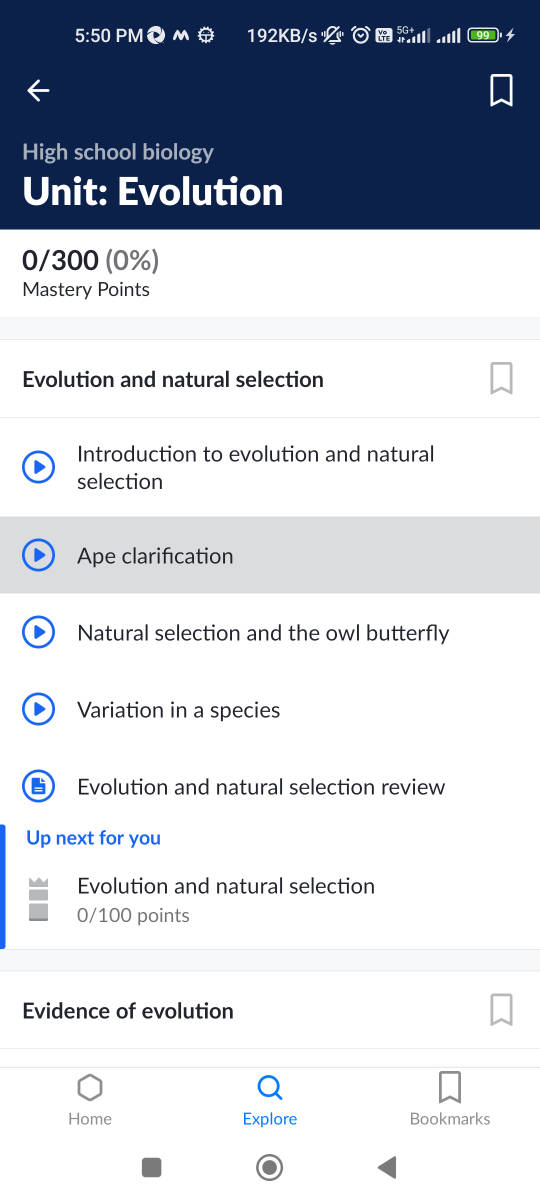 5:50 PM 192KB/s Vo LTE 5G+ 99
High school biology
Unit: Evolution
0/300 (0%)
Mastery Points
Evolution and natural selection
Introduction to evolution and natural
selection
Ape clarification
Natural selection and the owl butterfly
Variation in a species
Evolution and natural selection review
Up next for you
Evolution and natural selection
0/100 points
Evidence of evolution
Home Explore Bookmarks